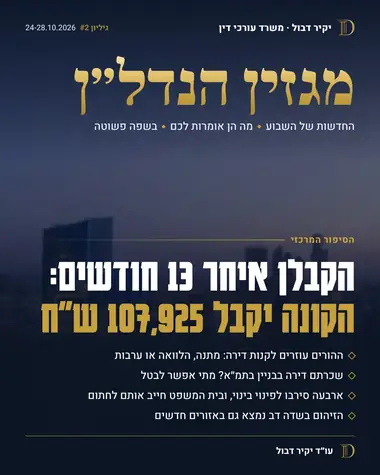 יקיר דבול · משרד עורכי דין
גיליון #2 24-28.10.2026
מגזין הנדל״ן
החדשות של השבוע • מה הן אומרות לכם • בשפה פשוטה
הסיפור המרכזי
הקבלן איחר 13 חודשים:
הקונה יקבל 107,925 ש״ח
ההורים עוזרים לקנות דירה: מתנה, הלוואה או ערבות
שכרתם דירה בבניין בתמ״א? מתי אפשר לבטל
ארבעה סירבו לפינוי בינוי, ובית המשפט חייב אותם לחתום
הזיהום בשדה דב נמצא גם באזורים חדשים
עו״ד יקיר דבול